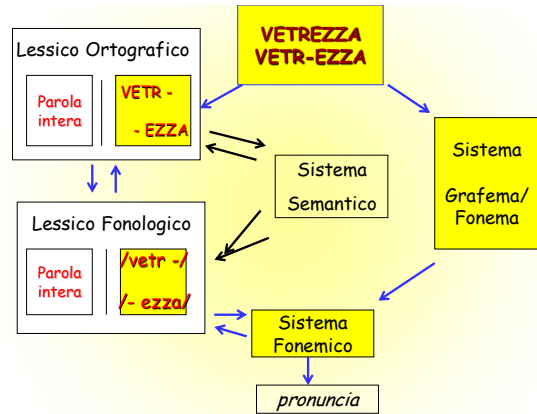 VETREZZA
VETR-EZZA
Lessico Ortografico
Parola
intera
VETR -
- EZZA
Sistema
Semantico
Sistema
Grafema/
Fonema
Lessico Fonologico
Parola
intera
/vetr -/
/- ezza/
Sistema
Fonemico
pronuncia